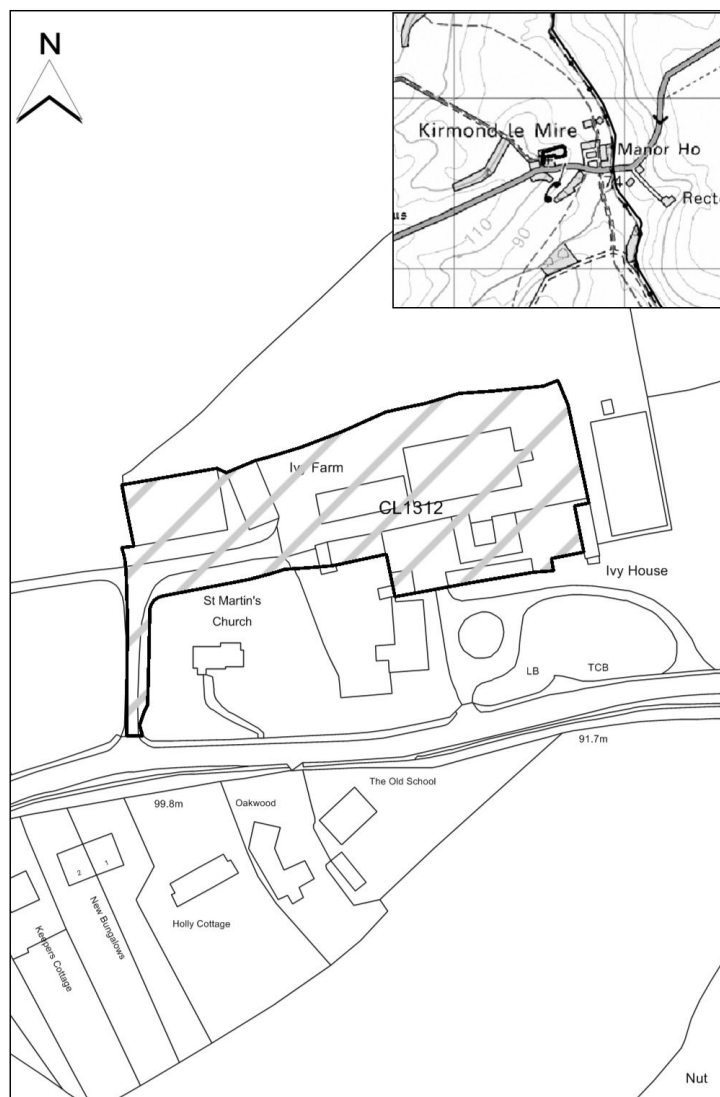 N
Kirmond le Mire
Manor Ho
74
Recto
us
110
90
Ivy Farm
CL1312
Ivy House
St Martin's
Church
LB
TCB
91.7m
The Old School
99.8m
Oakwood
1
2
Holly Cottage
New Bungalows
Keepers Cottage
Nut